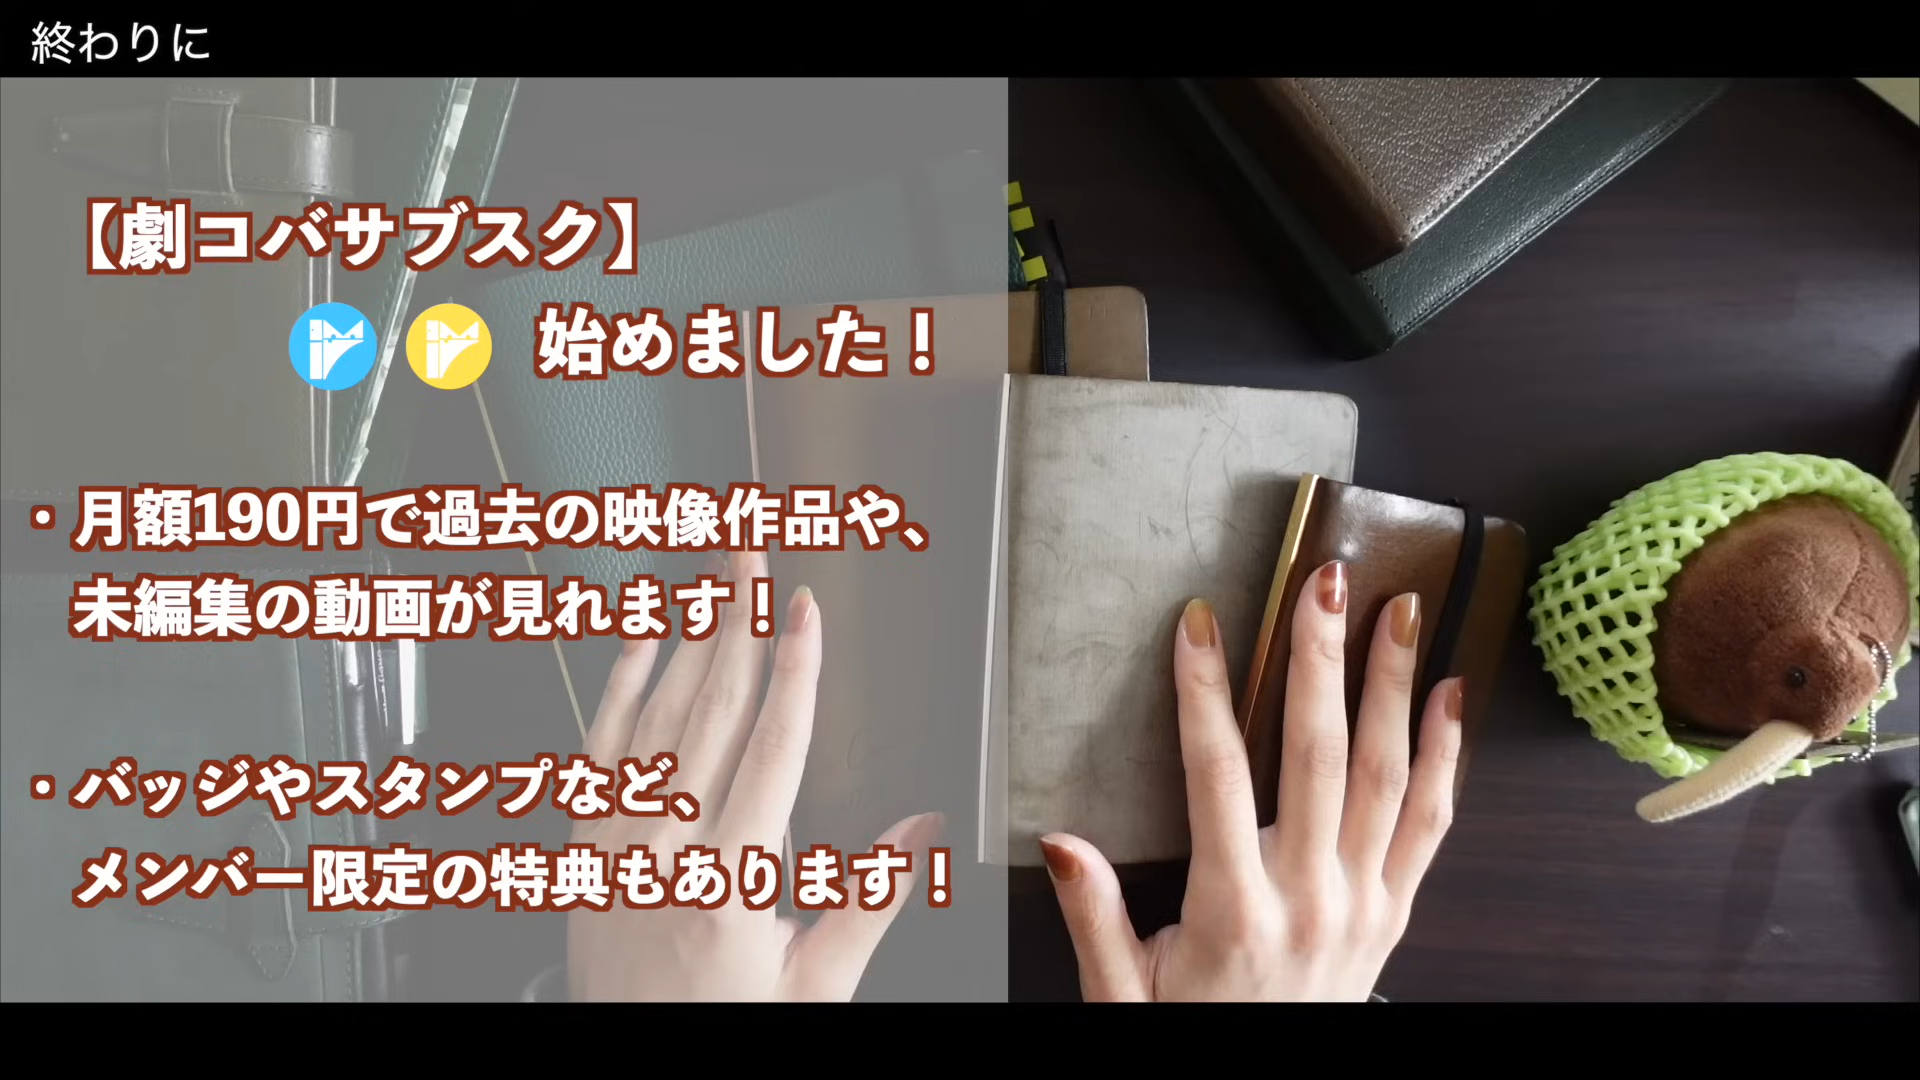 終わりに
【劇コバサブスク】
始めました！
・月額190円で過去の映像作品や、
未編集の動画が見れます！
・バッジやスタンプなど、
メンバー限定の特典もあります！